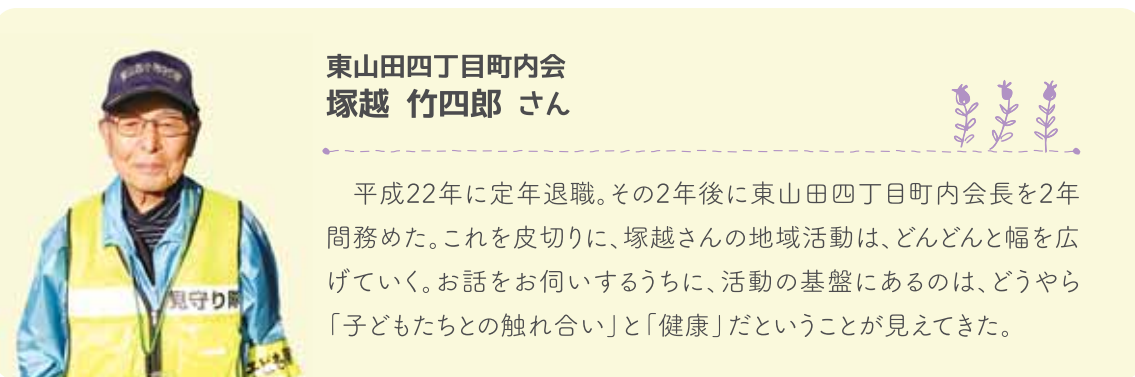 東山田四丁目町内会
塚越 竹四郎 さん
平成22年に定年退職。その2年後に東山田四丁目町内会長を2年
間務めた。これを皮切りに、塚越さんの地域活動は、どんどんと幅を広
げていく。お話をお伺いするうちに、活動の基盤にあるのは、どうやら
「子どもたちとの触れ合い」と「健康」だということが見えてきた。
見守り隊